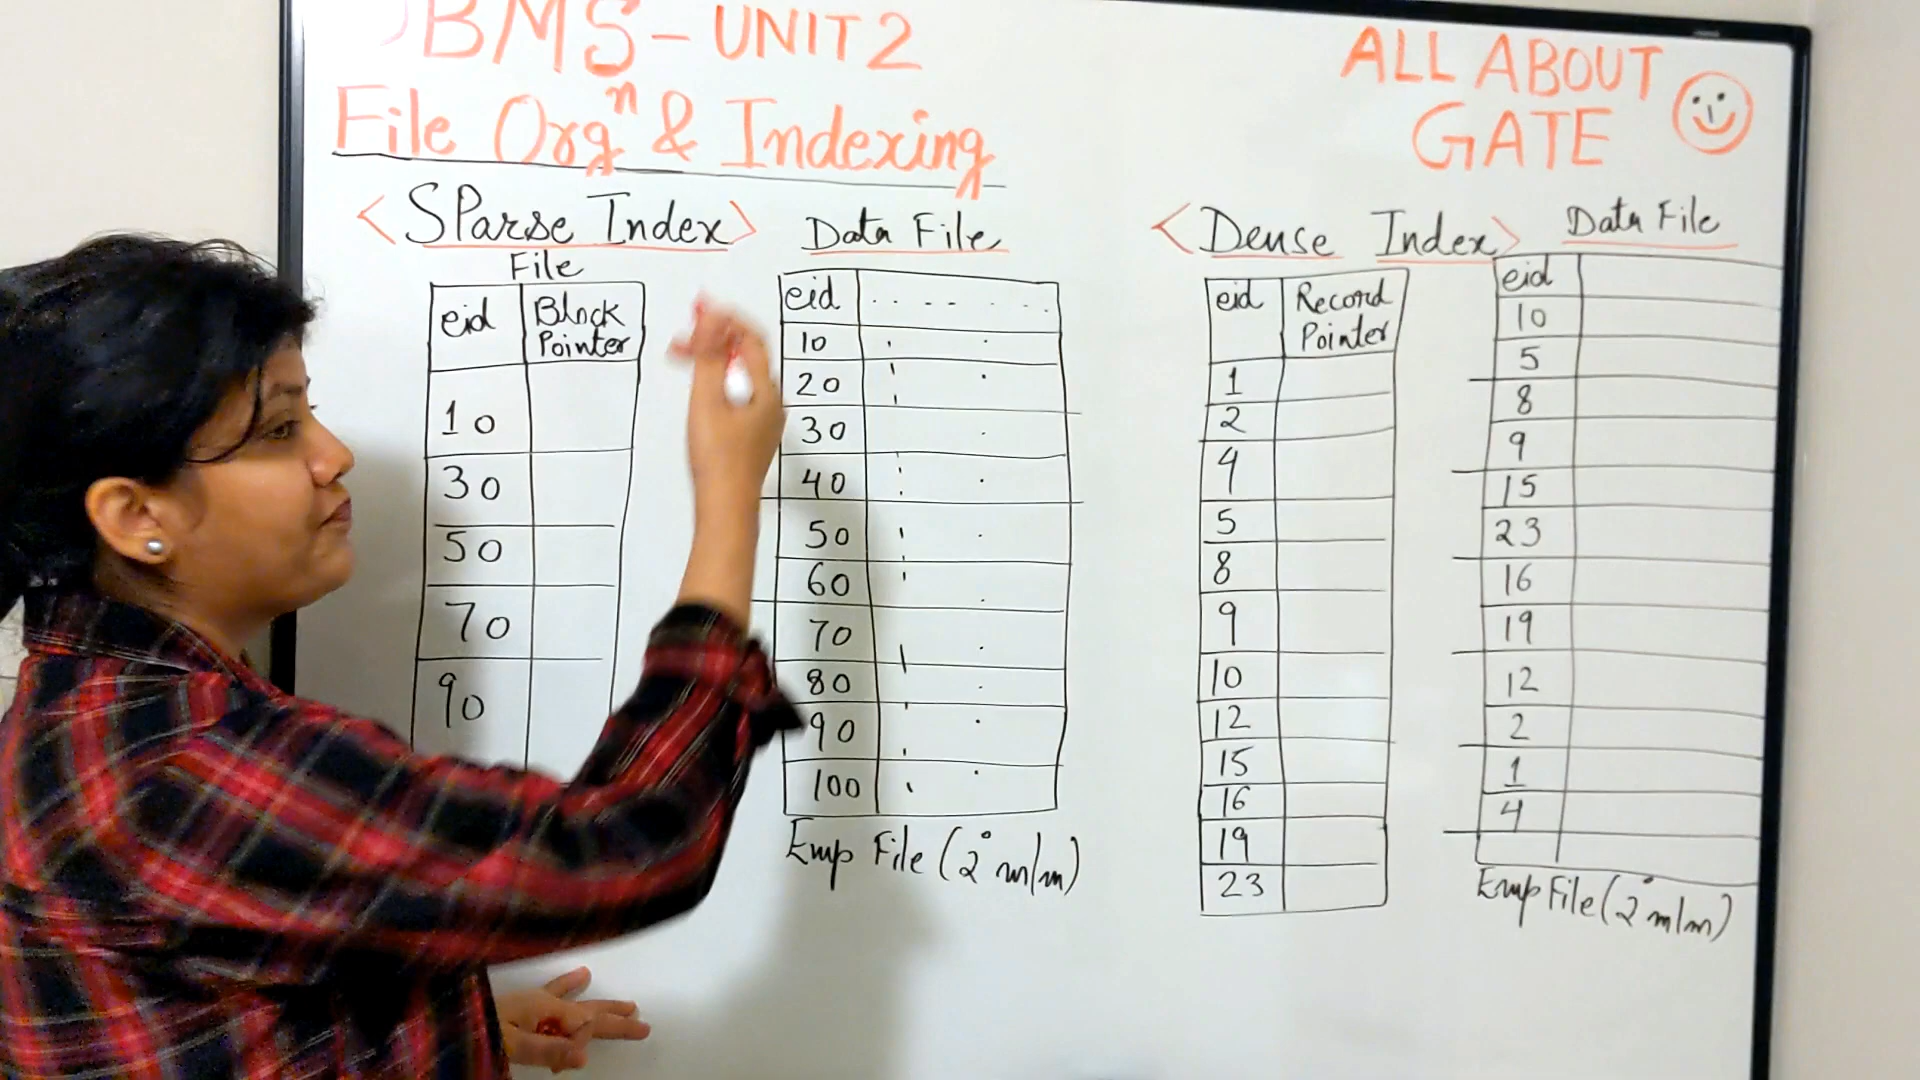 DBMS - UNIT 2
File Orgⁿ & Indexing
ALL ABOUT
GATE
< SParse Index >
File
eid Block Pointer
10
30
50
70
90
Data File
eid ..........
10
20
30
40
50
60
70
80
90
100
Emp File (2° m/m)
< Dense Index >
eid Record Pointer
1
2
4
5
8
9
10
12
15
16
19
23
Data File
eid
10
5
8
9
15
23
16
19
12
2
1
4
Emp File (2° m/m)